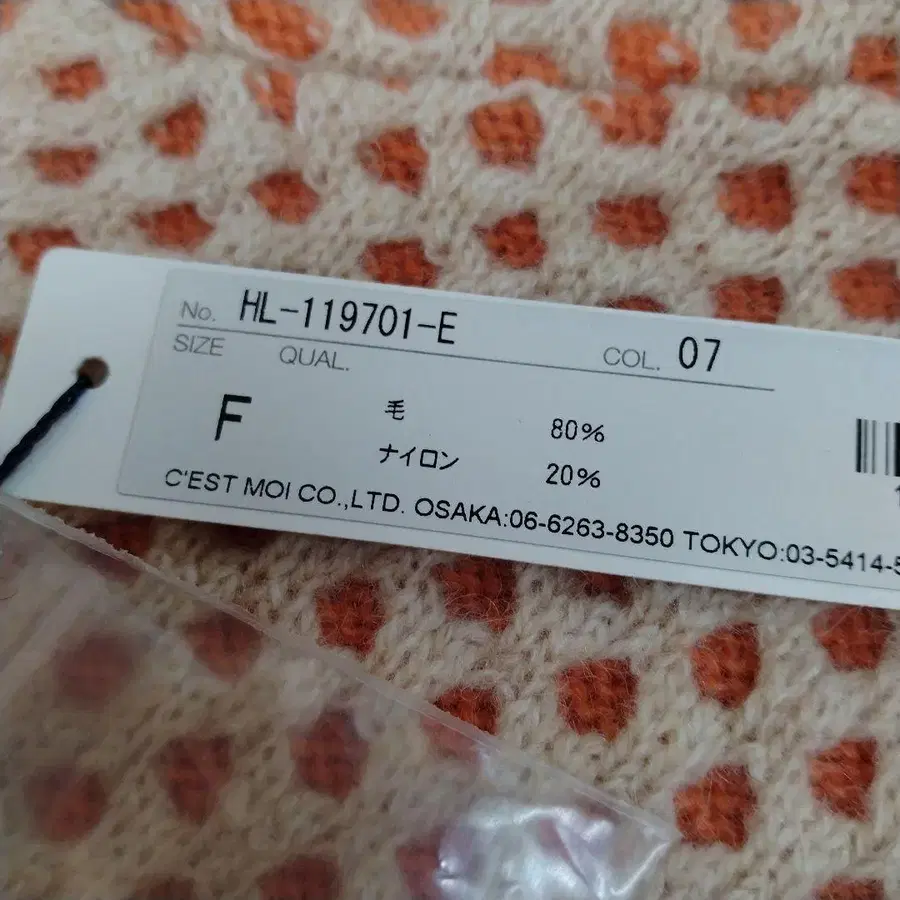 No. HL-119701-E COL. 07
SIZE QUAL.
F 毛 80%
ナイロン 20%
C'EST MOI CO.,LTD. OSAKA:06-6263-8350 TOKYO:03-5414-